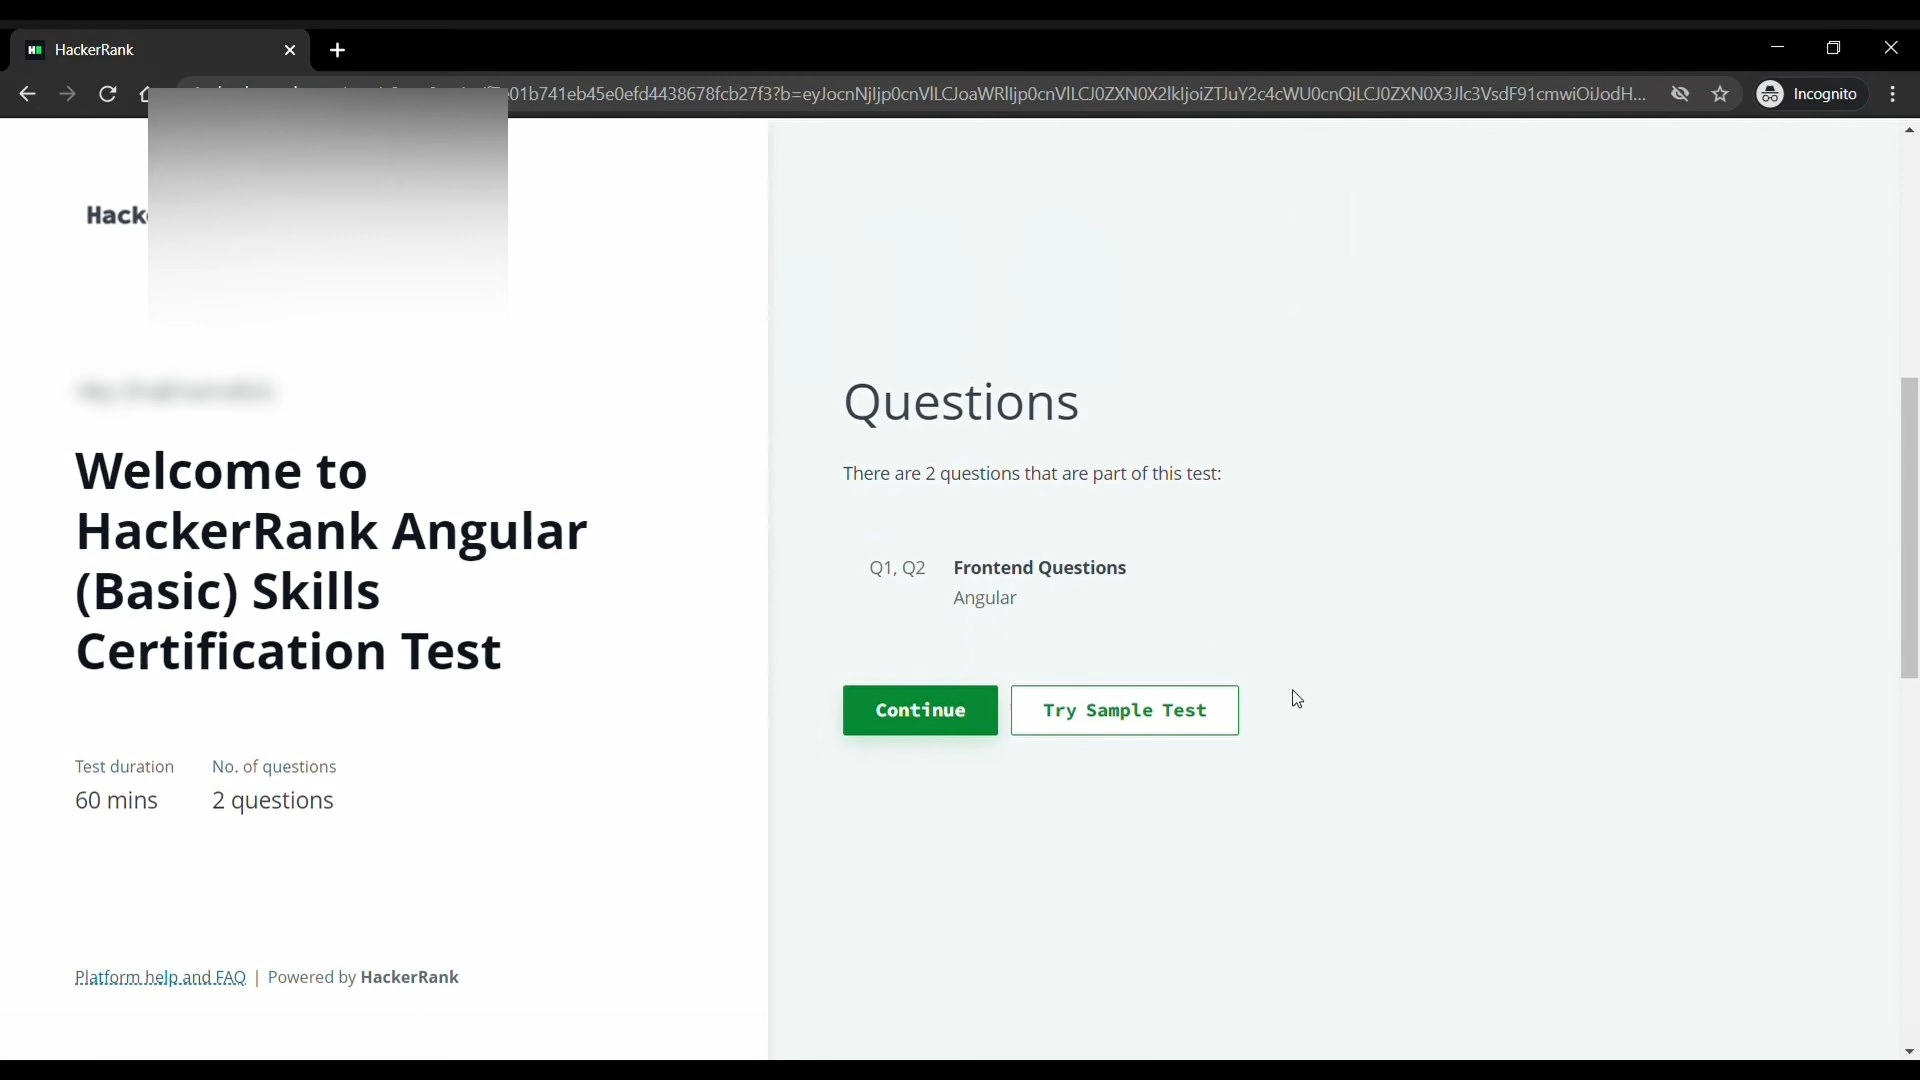 HackerRank
Incognito
Hack
Welcome to
HackerRank Angular
(Basic) Skills
Certification Test
Test duration
No. of questions
60 mins
2 questions
Platform help and FAQ | Powered by HackerRank
Questions
There are 2 questions that are part of this test:
Q1, Q2
Frontend Questions
Angular
Continue
Try Sample Test